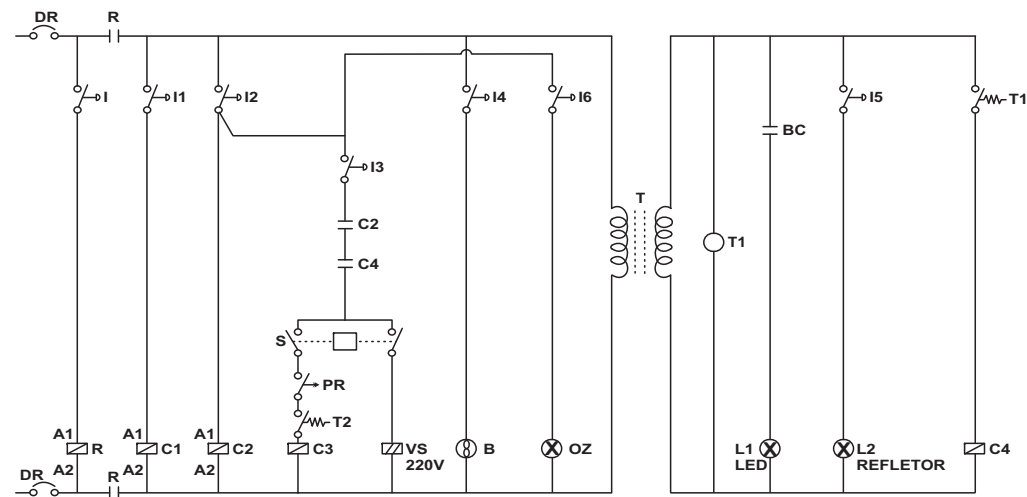 DR
R
I
I1
I2
I4
I6
I5
T1
BC
I3
T
C2
T1
C4
S
PR
T2
A1
R
A2
A1
C1
A2
A1
C2
A2
C3
VS
220V
B
OZ
L1
LED
L2
REFLETOR
C4
DR
R